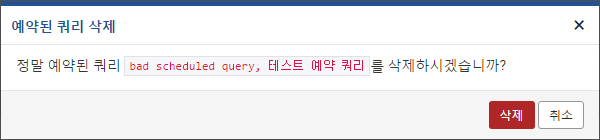 예약된 쿼리 삭제
정말 예약된 쿼리 bad scheduled query, 테스트 예약 쿼리를 삭제하시겠습니까?
삭제 취소